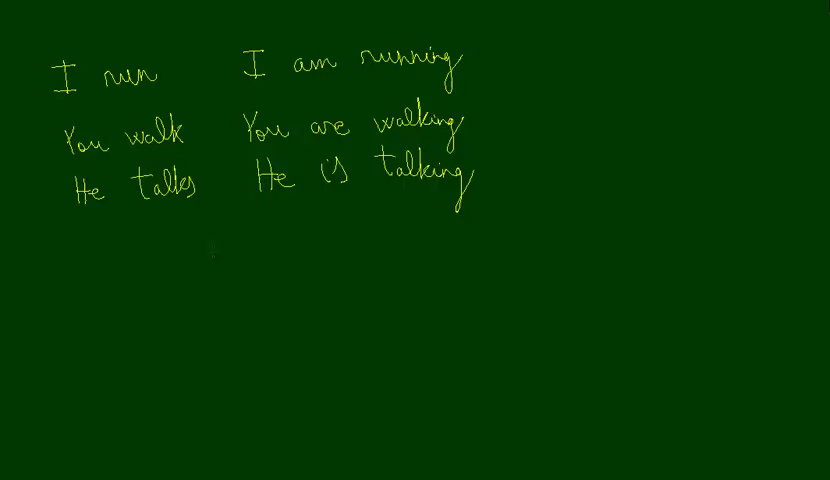 I run I am running
You walk You are walking
He talks He is talking